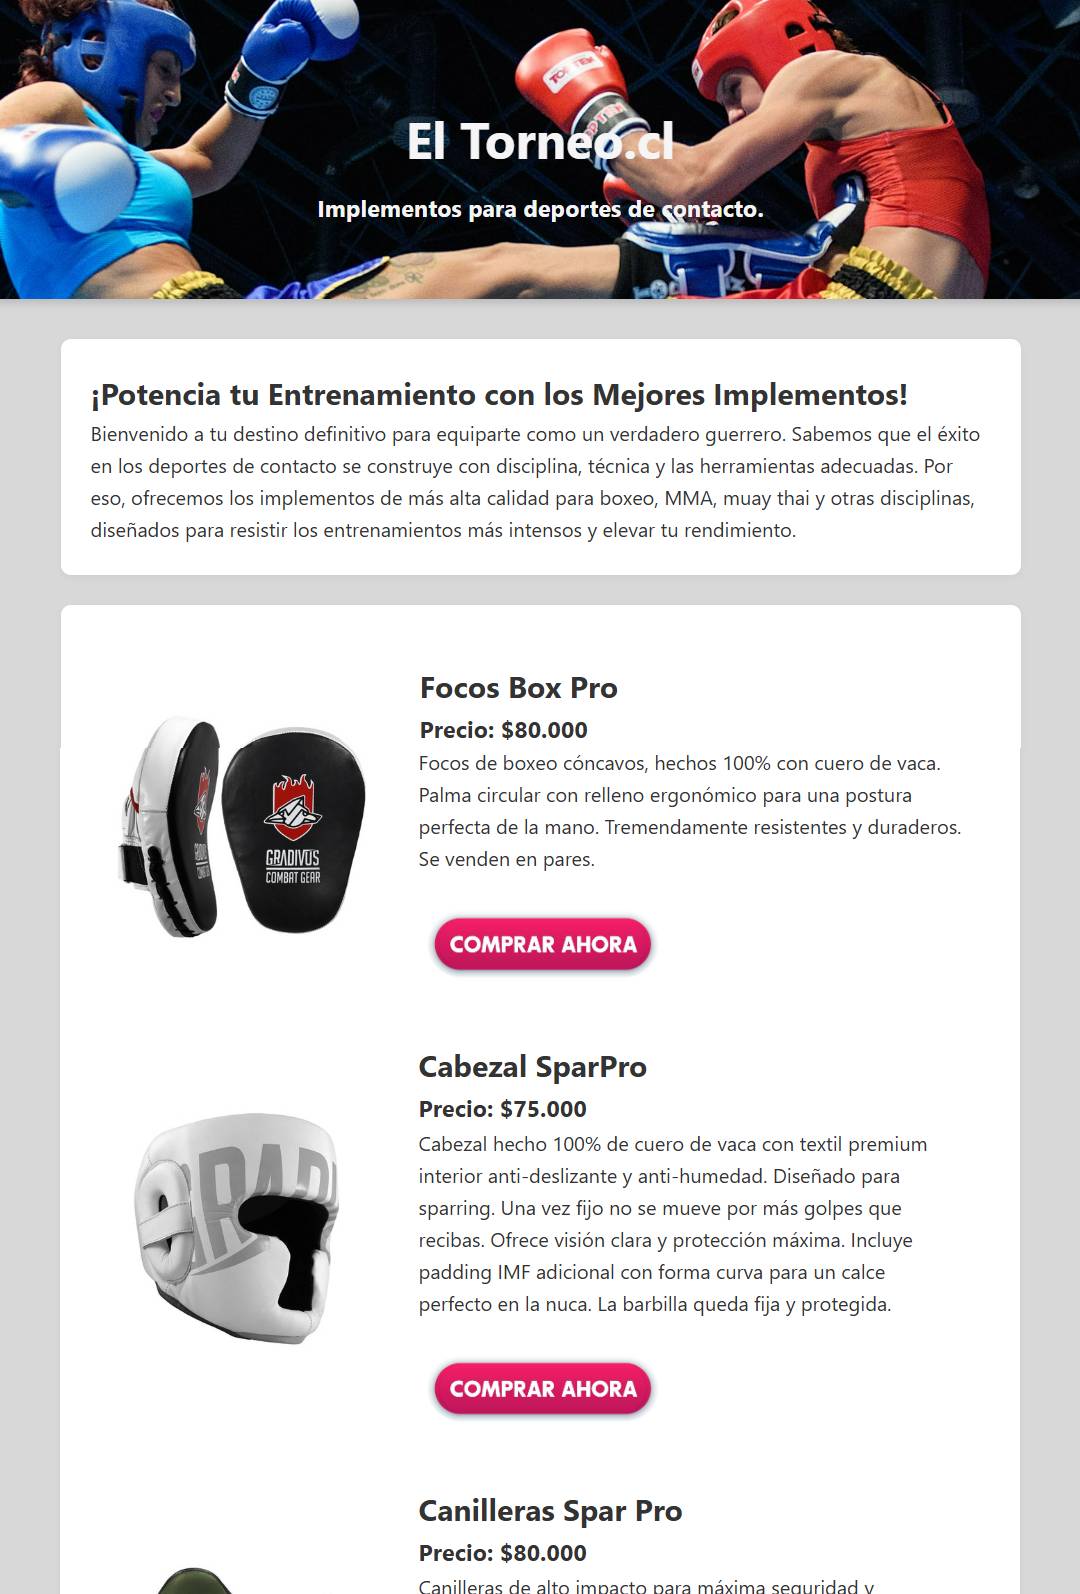 El Torneo.cl
Implementos para deportes de contacto.
¡Potencia tu Entrenamiento con los Mejores Implementos!
Bienvenido a tu destino definitivo para equiparte como un verdadero guerrero. Sabemos que el éxito
en los deportes de contacto se construye con disciplina, técnica y las herramientas adecuadas. Por
eso, ofrecemos los implementos de más alta calidad para boxeo, MMA, muay thai y otras disciplinas,
diseñados para resistir los entrenamientos más intensos y elevar tu rendimiento.
Focos Box Pro
Precio: $80.000
Focos de boxeo cóncavos, hechos 100% con cuero de vaca.
Palma circular con relleno ergonómico para una postura
perfecta de la mano. Tremendamente resistentes y duraderos.
Se venden en pares.
GRADIVUS
COMBAT GEAR
COMPRAR AHORA
Cabezal SparPro
Precio: $75.000
Cabezal hecho 100% de cuero de vaca con textil premium
interior anti-deslizante y anti-humedad. Diseñado para
sparring. Una vez fijo no se mueve por más golpes que
recibas. Ofrece visión clara y protección máxima. Incluye
padding IMF adicional con forma curva para un calce
perfecto en la nuca. La barbilla queda fija y protegida.
COMPRAR AHORA
Canilleras Spar Pro
Precio: $80.000
Canilleras de alto impacto para máxima seguridad y